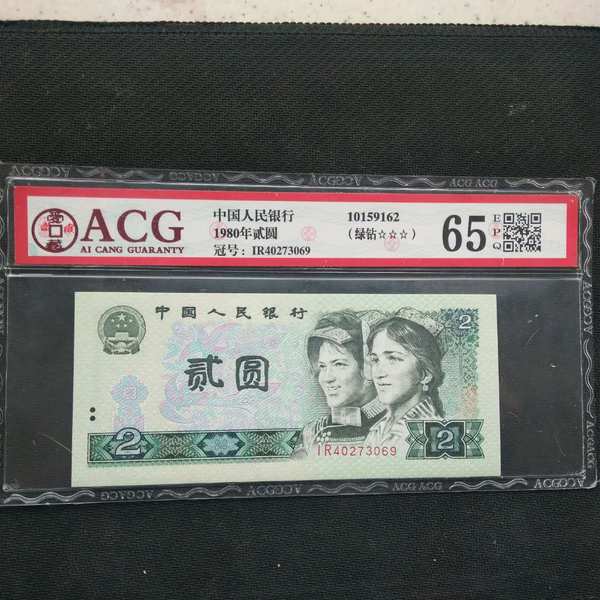 ACG
AI CANG GUARANTY
中国人民银行
1980年贰圆
冠号：IR40273069
10159162
（绿钻☆☆☆）
65
E
P
Q
中国人民银行
贰圆
2
2
2
IR40273069